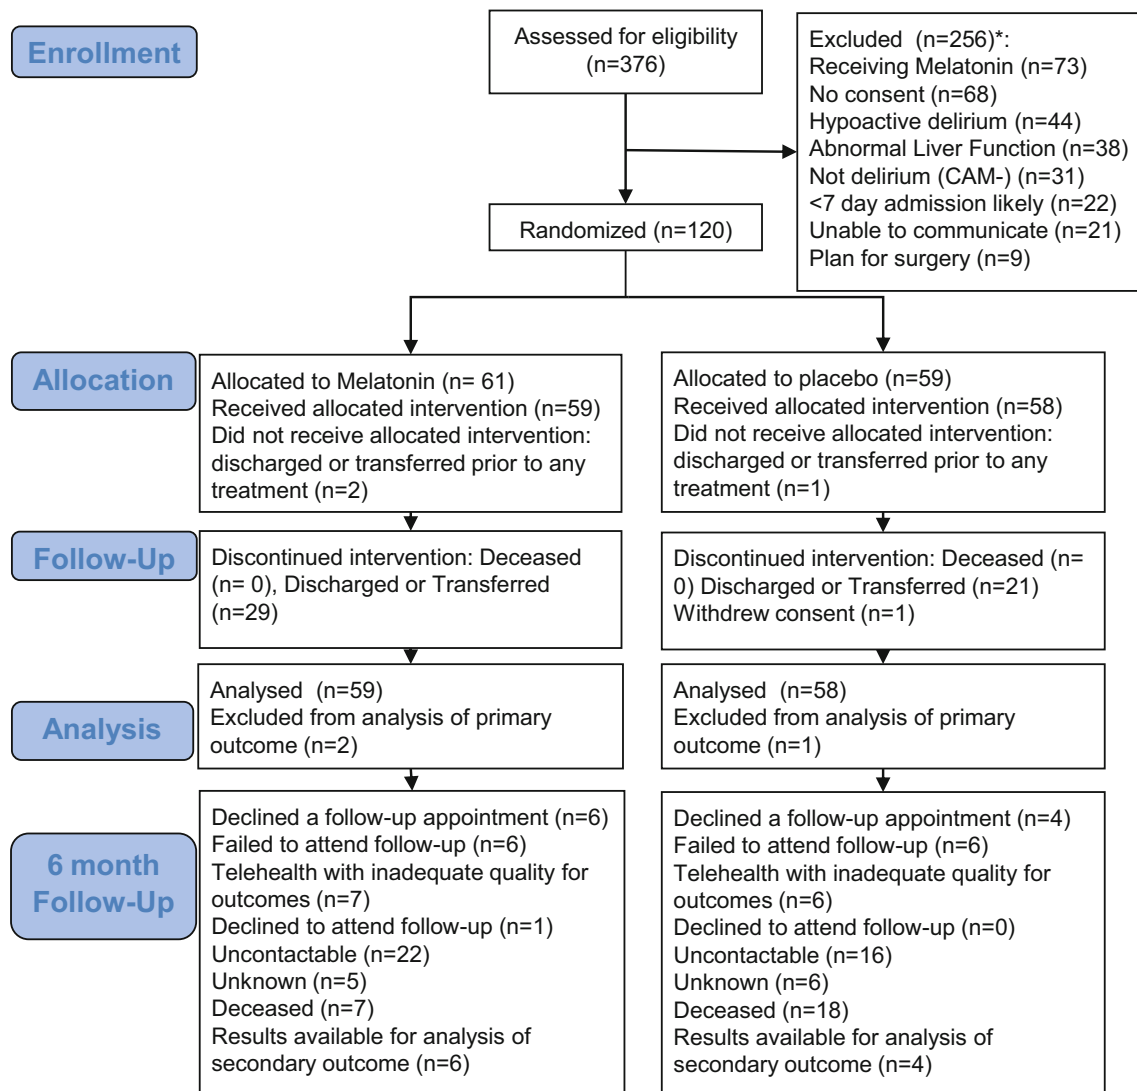 Enrollment
Assessed for eligibility
(n=376)
Excluded (n=256)*:
Receiving Melatonin (n=73)
No consent (n=68)
Hypoactive delirium (n=44)
Abnormal Liver Function (n=38)
Not delirium (CAM-) (n=31)
<7 day admission likely (n=22)
Unable to communicate (n=21)
Plan for surgery (n=9)
Randomized (n=120)
Allocation
Allocated to Melatonin (n= 61)
Received allocated intervention (n=59)
Did not receive allocated intervention:
discharged or transferred prior to any
treatment (n=2)
Allocated to placebo (n=59)
Received allocated intervention (n=58)
Did not receive allocated intervention:
discharged or transferred prior to any
treatment (n=1)
Follow-Up
Discontinued intervention: Deceased
(n= 0), Discharged or Transferred
(n=29)
Discontinued intervention: Deceased (n=
0) Discharged or Transferred (n=21)
Withdrew consent (n=1)
Analysis
Analysed (n=59)
Excluded from analysis of primary
outcome (n=2)
Analysed (n=58)
Excluded from analysis of primary
outcome (n=1)
6 month
Follow-Up
Declined a follow-up appointment (n=6)
Failed to attend follow-up (n=6)
Telehealth with inadequate quality for
outcomes (n=7)
Declined to attend follow-up (n=1)
Uncontactable (n=22)
Unknown (n=5)
Deceased (n=7)
Results available for analysis of
secondary outcome (n=6)
Declined a follow-up appointment (n=4)
Failed to attend follow-up (n=6)
Telehealth with inadequate quality for
outcomes (n=6)
Declined to attend follow-up (n=0)
Uncontactable (n=16)
Unknown (n=6)
Deceased (n=18)
Results available for analysis of
secondary outcome (n=4)